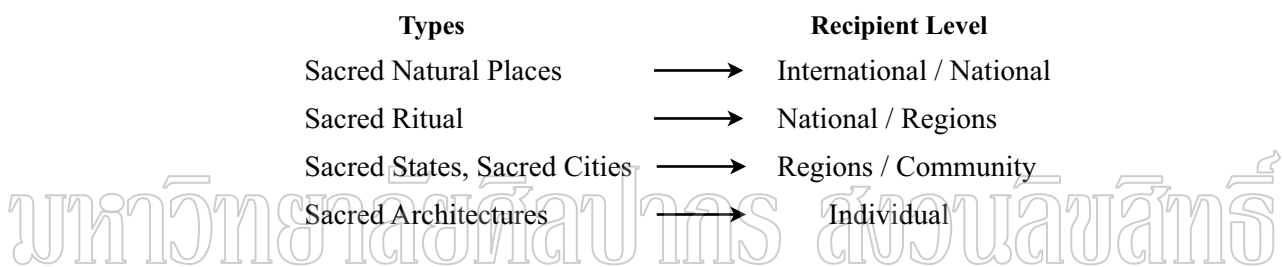 Types Recipient Level
Sacred Natural Places → International / National
Sacred Ritual → National / Regions
Sacred States, Sacred Cities → Regions / Community
Sacred Architectures → Individual
มหาวิทยาลัยศิลปากร สงวนลิขสิทธิ์